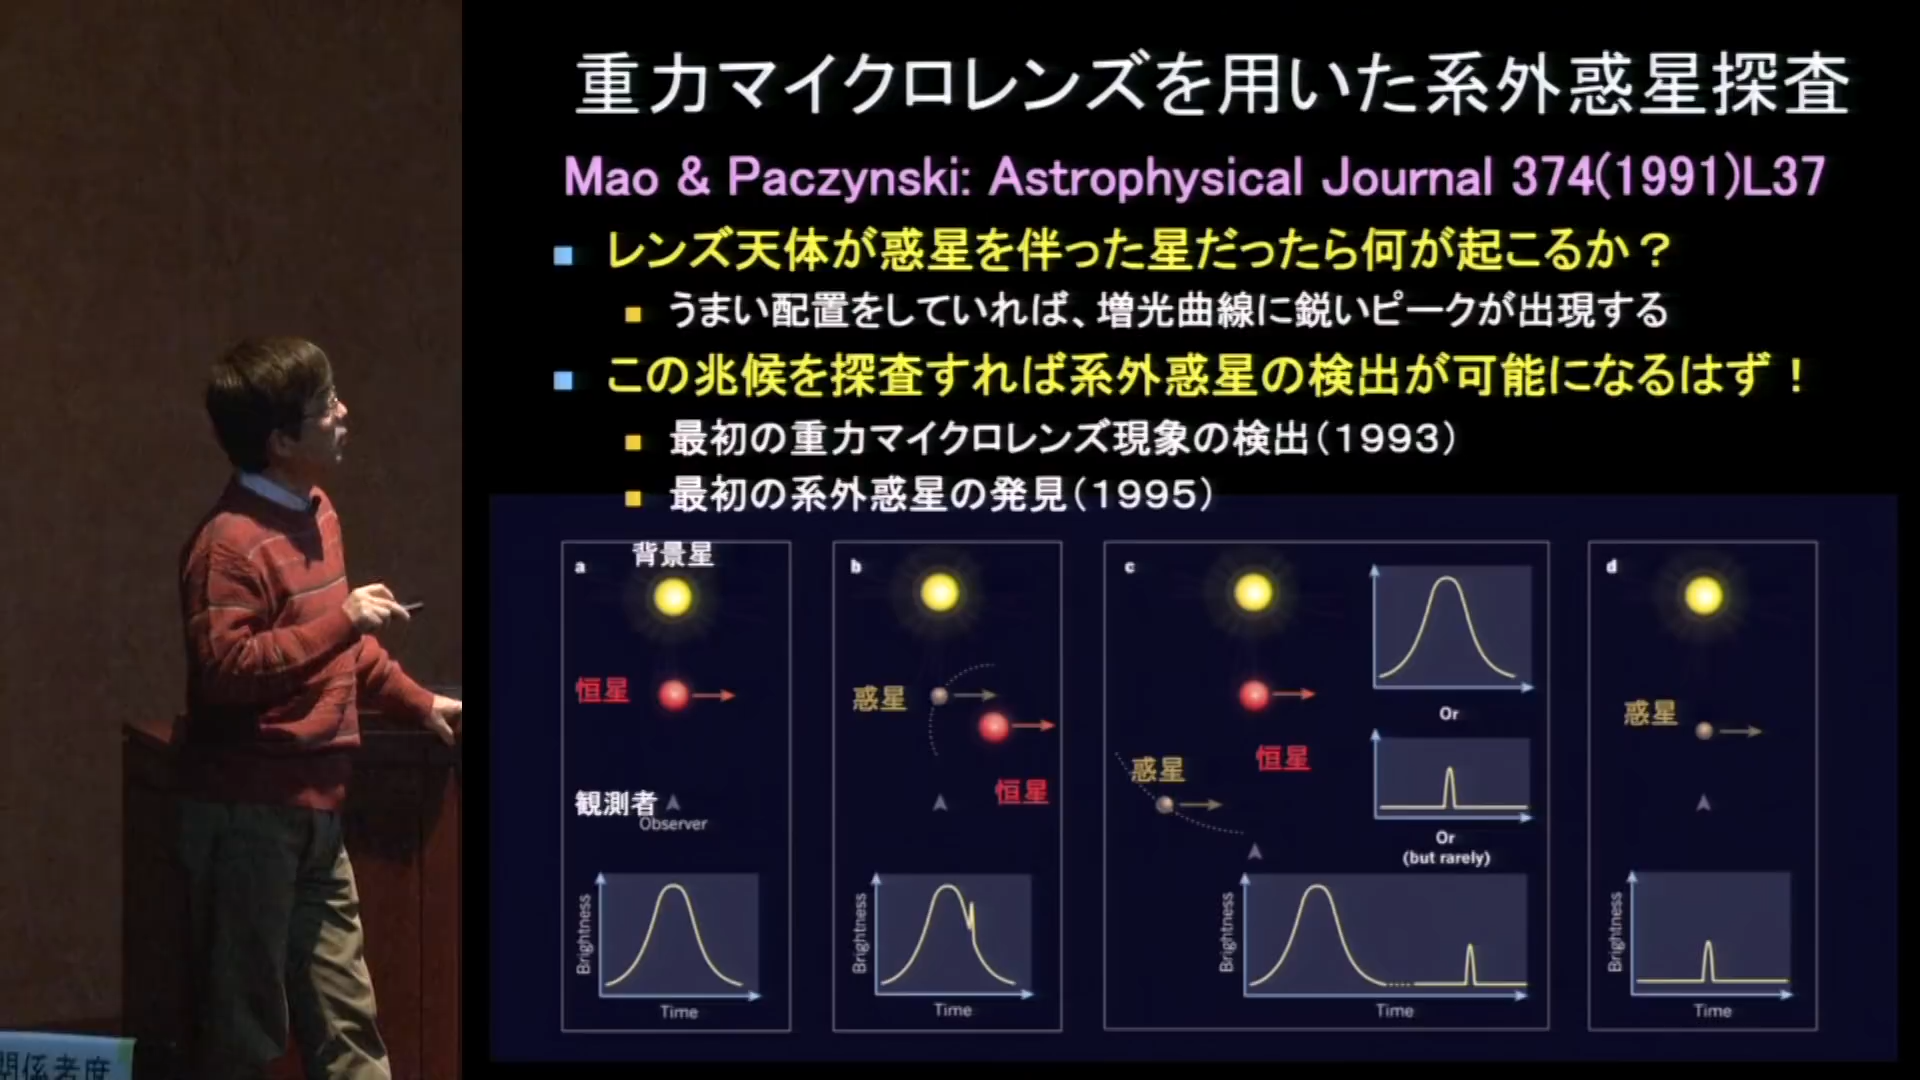 重力マイクロレンズを用いた系外惑星探査
Mao & Paczynski: Astrophysical Journal 374(1991)L37
レンズ天体が惑星を伴った星だったら何が起こるか？
うまい配置をしていれば、増光曲線に鋭いピークが出現する
この兆候を探査すれば系外惑星の検出が可能になるはず！
最初の重力マイクロレンズ現象の検出（1993）
最初の系外惑星の発見（1995）
a
背景星
恒星
観測者
Observer
Brightness
Time
b
惑星
恒星
Brightness
Time
c
惑星
恒星
Or
Or
(but rarely)
Brightness
Time
d
惑星
Brightness
Time
関係者席